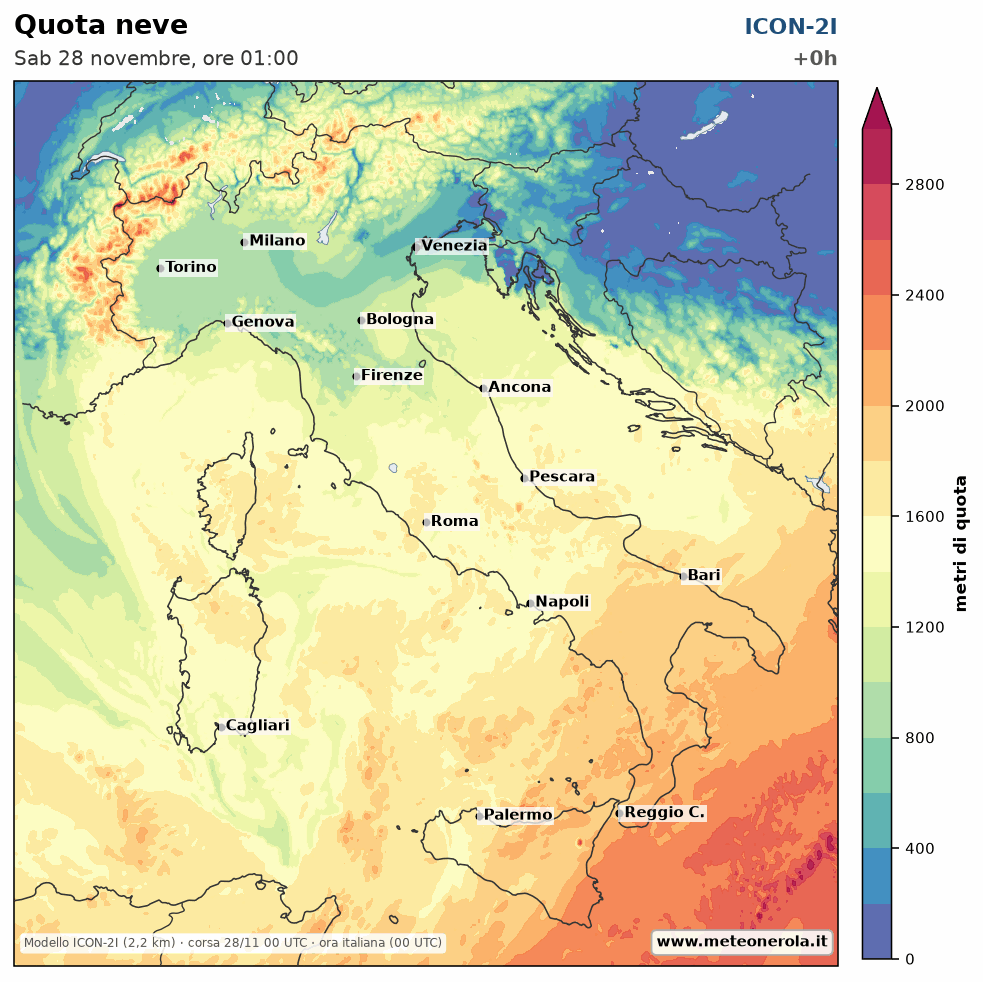 Quota neve
ICON-2I
Sab 28 novembre, ore 01:00
+0h
Milano
Venezia
Torino
Genova
Bologna
Firenze
Ancona
Pescara
Roma
Bari
Napoli
Cagliari
Palermo
Reggio C.
2800
2400
2000
1600
1200
800
400
0
metri di quota
Modello ICON-2I (2,2 km) · corsa 28/11 00 UTC · ora italiana (00 UTC)
www.meteonerola.it